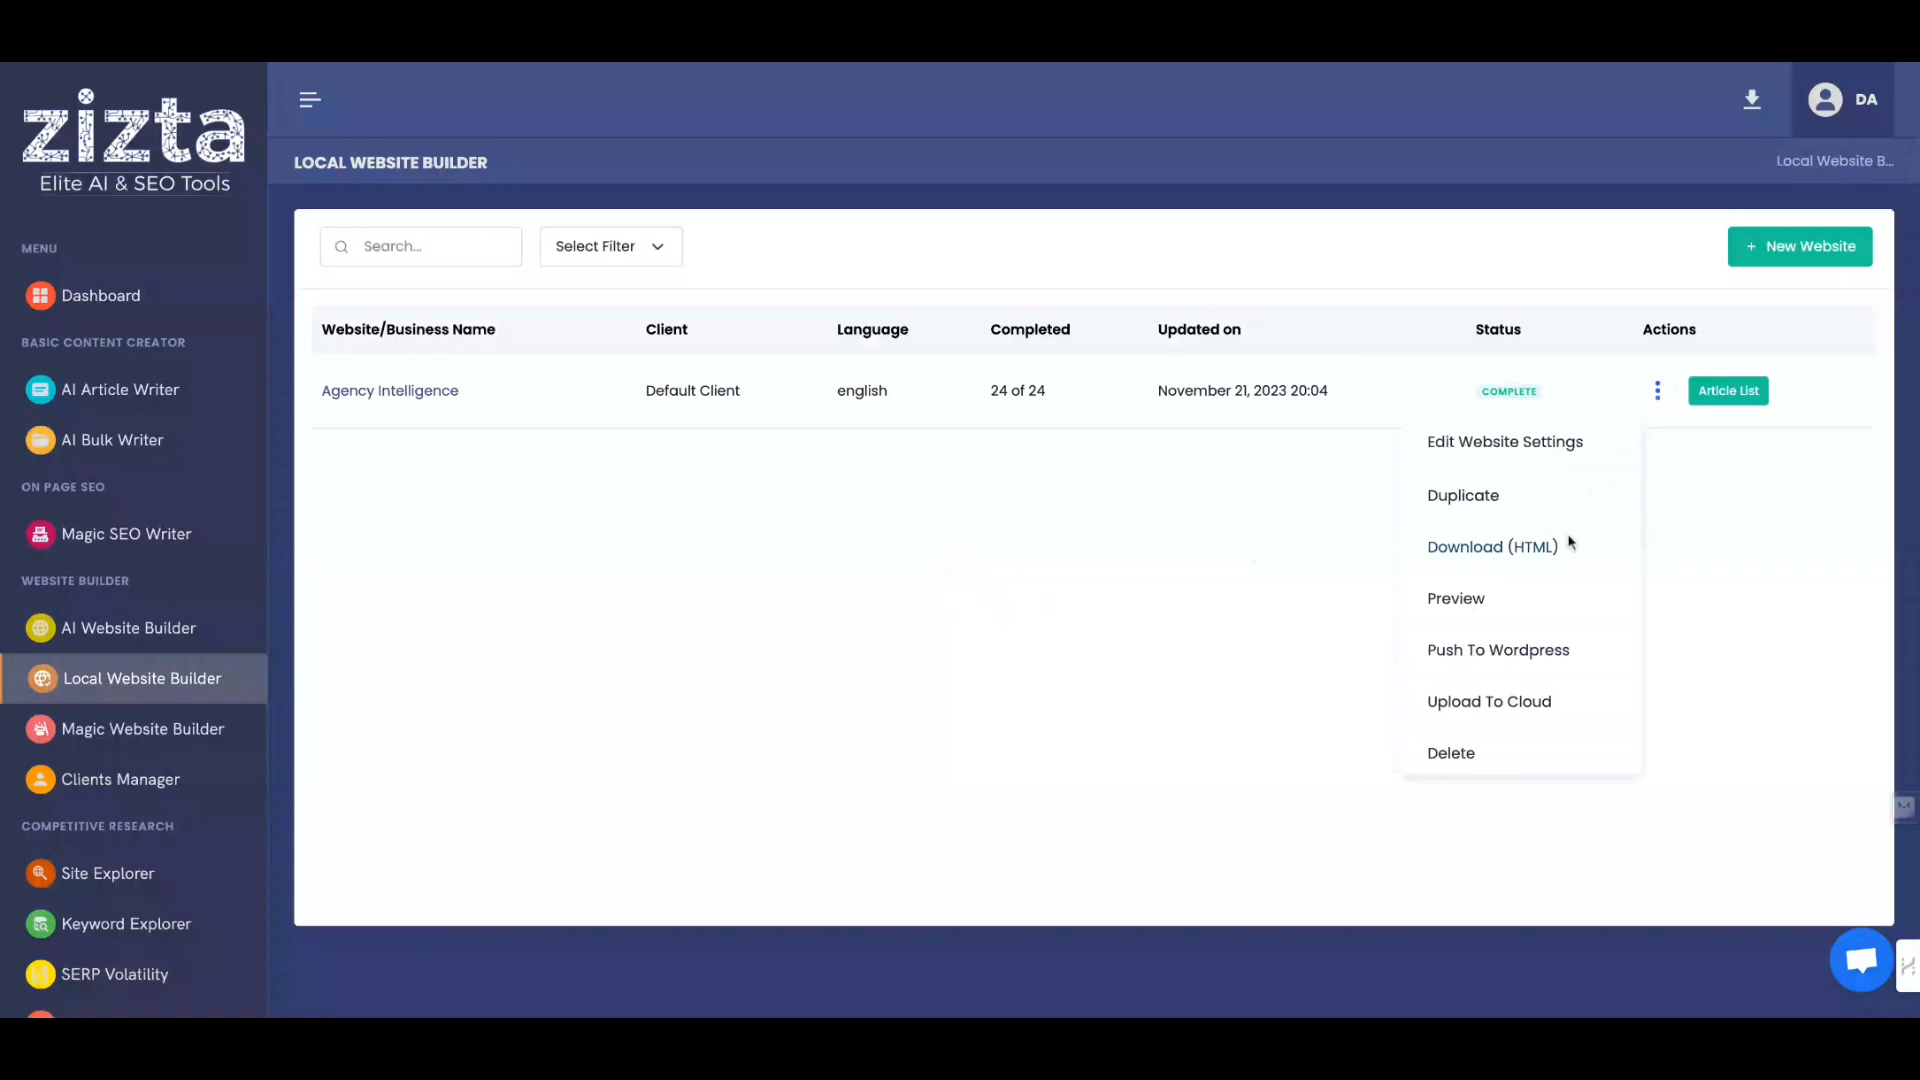 zizta
Elite AI & SEO Tools
DA
LOCAL WEBSITE BUILDER
Local Website B...
MENU
Dashboard
BASIC CONTENT CREATOR
AI Article Writer
AI Bulk Writer
ON PAGE SEO
Magic SEO Writer
WEBSITE BUILDER
AI Website Builder
Local Website Builder
Magic Website Builder
Clients Manager
COMPETITIVE RESEARCH
Site Explorer
Keyword Explorer
SERP Volatility
Search...
Select Filter
+ New Website
Website/Business Name Client Language Completed Updated on Status Actions
Agency Intelligence Default Client english 24 of 24 November 21, 2023 20:04 COMPLETE Article List
Edit Website Settings
Duplicate
Download (HTML)
Preview
Push To Wordpress
Upload To Cloud
Delete